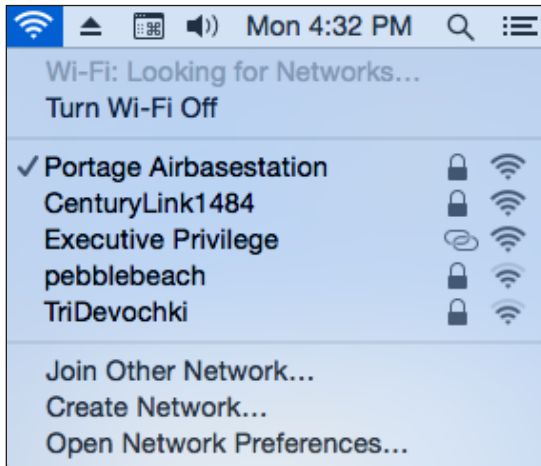 Mon 4:32 PM
Wi-Fi: Looking for Networks...
Turn Wi-Fi Off
✓ Portage Airbasestation
CenturyLink1484
Executive Privilege
pebblebeach
TriDevochki
Join Other Network...
Create Network...
Open Network Preferences...